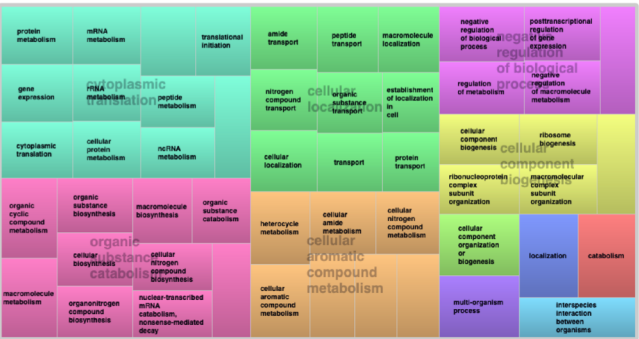 protein
metabolism
mRNA
metabolism
translational
initiation
gene
expression
rRNA
metabolism
peptide
metabolism
cytoplasmic
translation
cellular
protein
metabolism
ncRNA
metabolism
cytoplasmic
translation
amide
transport
peptide
transport
macromolecule
localization
nitrogen
compound
transport
organic
substance
transport
establishment
of localization
in
cell
cellular
localization
transport
protein
transport
cellular
localization
negative
regulation
of biological
process
posttranscriptional
regulation
of gene
expression
regulation
of metabolism
negative
regulation
of macromolecule
metabolism
negative
regulation
of biological
process
cellular
component
biogenesis
ribosome
biogenesis
ribonucleoprotein
complex
subunit
organization
macromolecular
complex
subunit
organization
cellular
component
biogenesis
organic
cyclic
compound
metabolism
organic
substance
biosynthesis
macromolecule
biosynthesis
organic
substance
catabolism
cellular
biosynthesis
cellular
nitrogen
compound
biosynthesis
macromolecule
metabolism
organonitrogen
compound
biosynthesis
nuclear-transcribed
mRNA
catabolism,
nonsense-mediated
decay
organic
substance
catabolism
heterocycle
metabolism
cellular
amide
metabolism
cellular
nitrogen
compound
metabolism
cellular
aromatic
compound
metabolism
cellular
aromatic
compound
metabolism
cellular
component
organization
or
biogenesis
localization
catabolism
multi-organism
process
interspecies
interaction
between
organisms